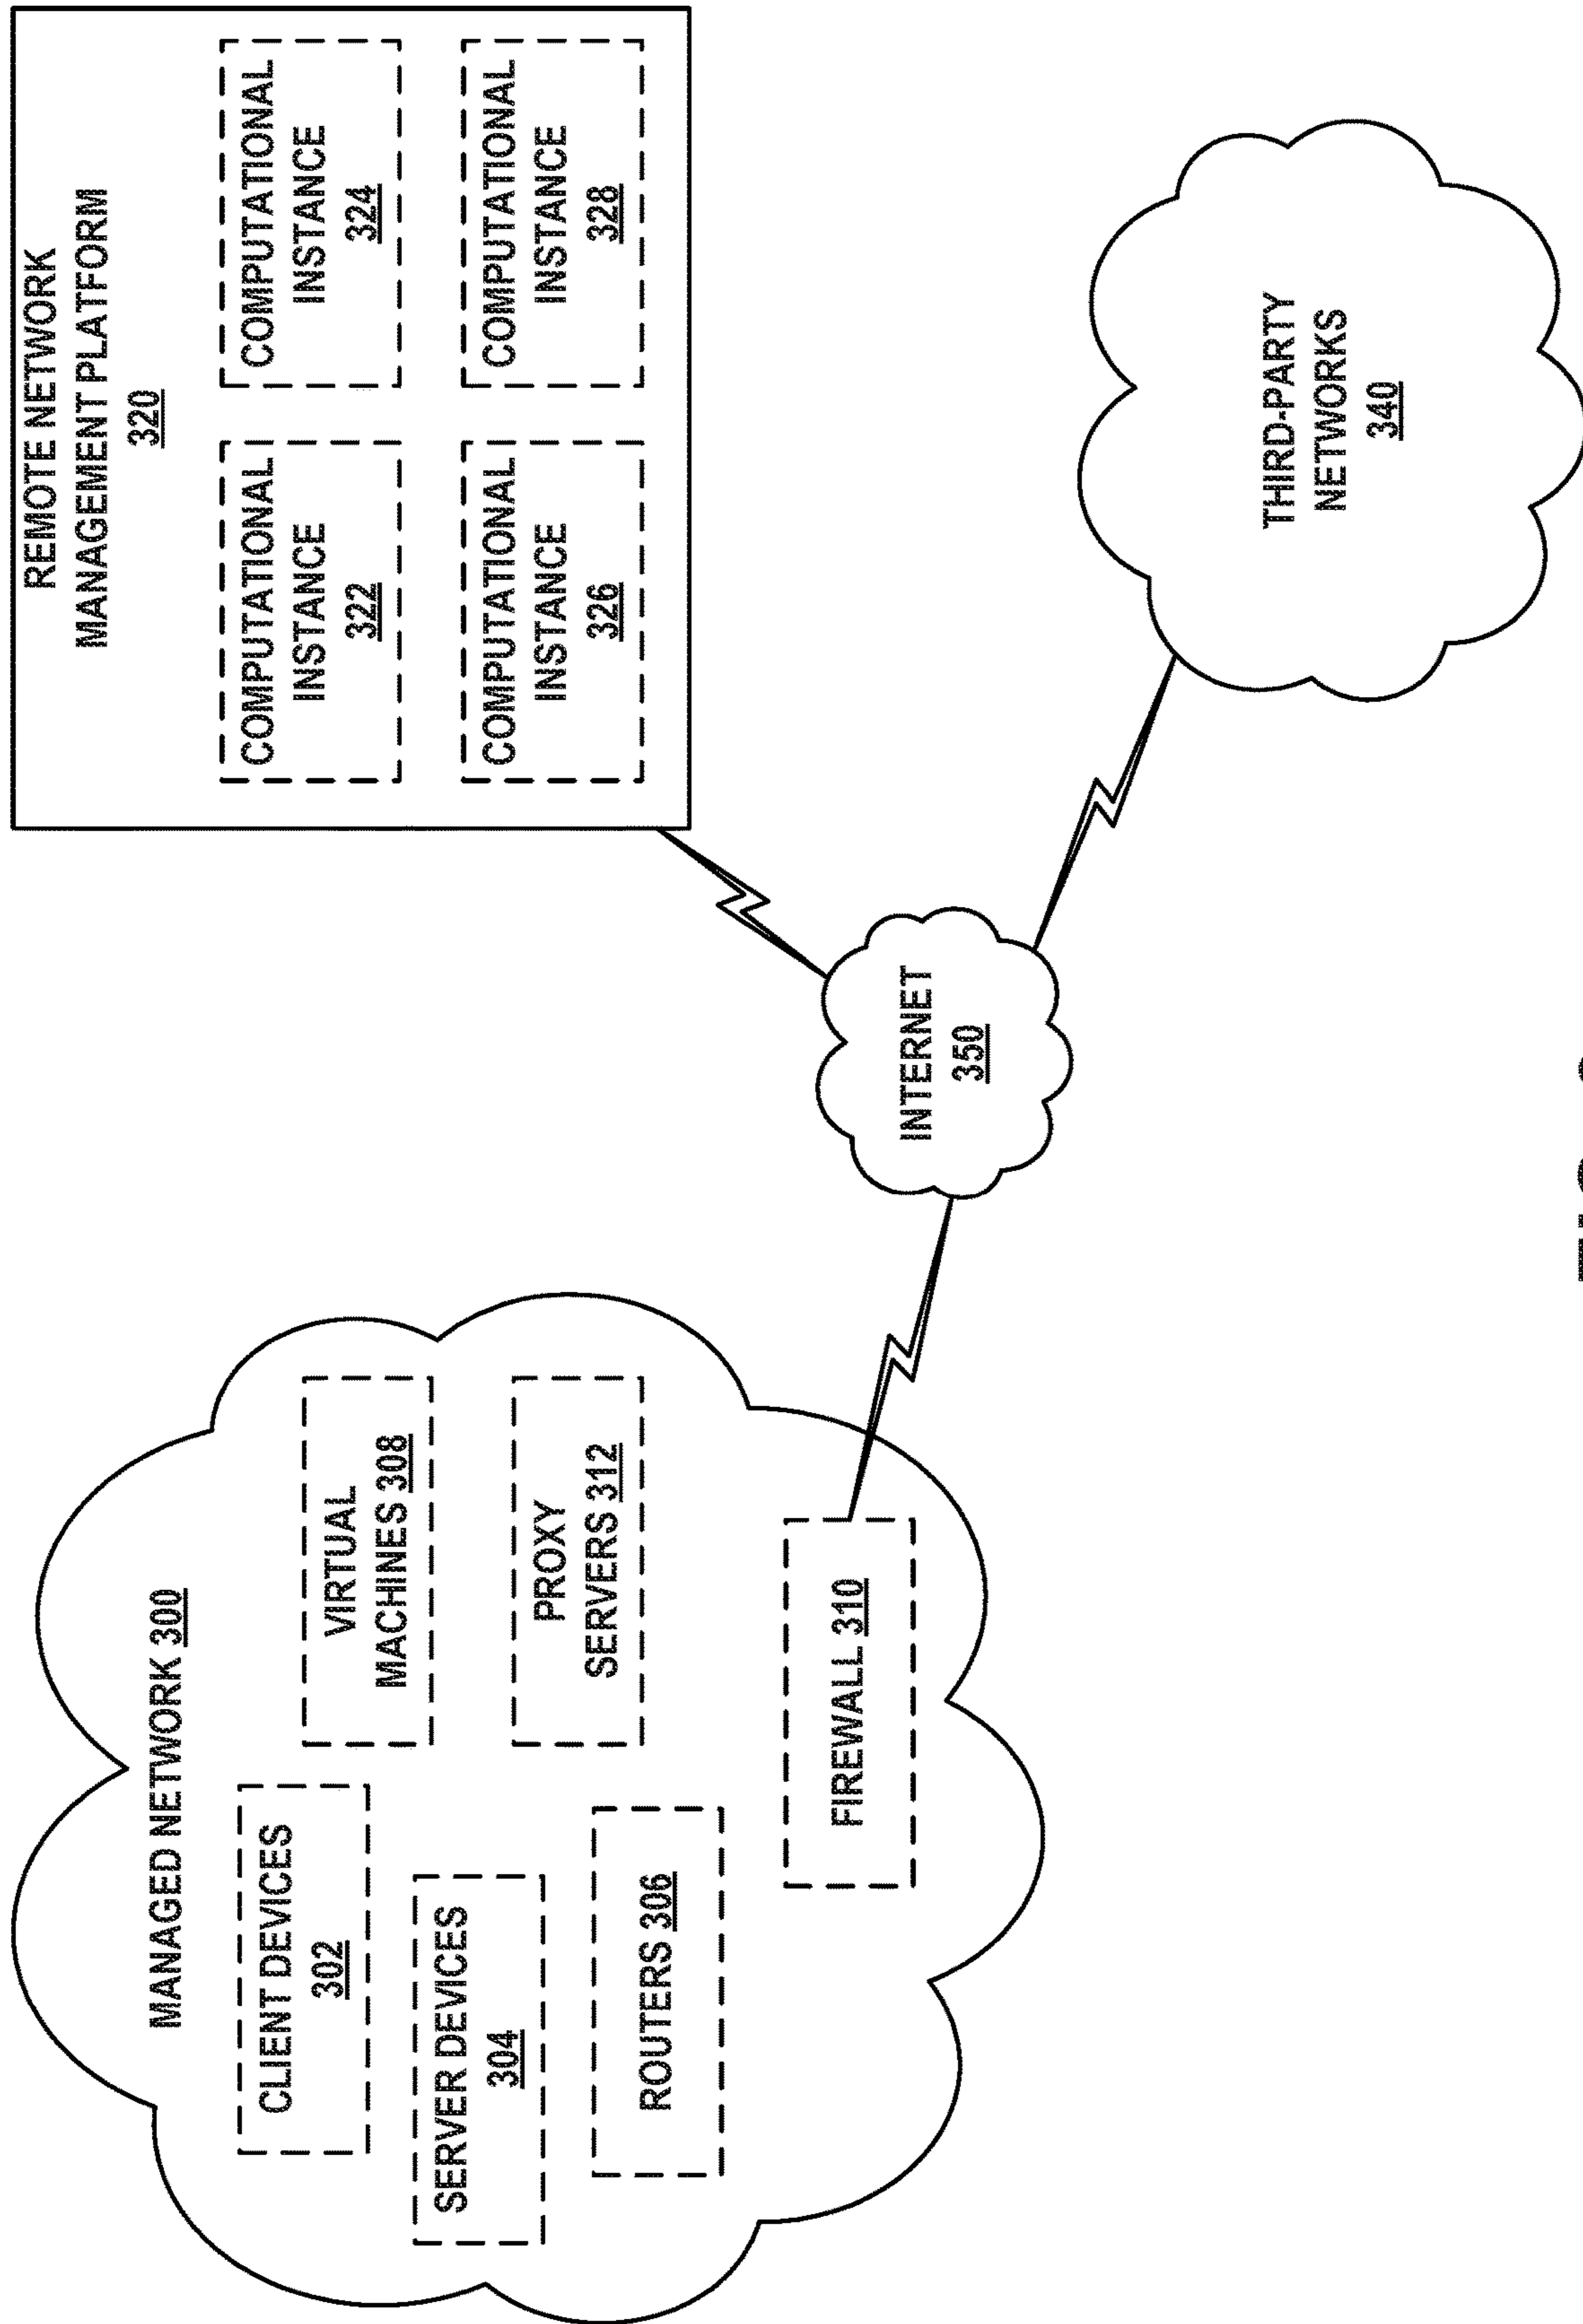 MANAGED NETWORK 300
CLIENT DEVICES
302
SERVER DEVICES
304
ROUTERS 306
VIRTUAL
MACHINES 308
PROXY
SERVERS 312
FIREWALL 310
INTERNET
350
REMOTE NETWORK
MANAGEMENT PLATFORM
320
COMPUTATIONAL
INSTANCE
322
COMPUTATIONAL
INSTANCE
324
COMPUTATIONAL
INSTANCE
326
COMPUTATIONAL
INSTANCE
328
THIRD-PARTY
NETWORKS
340